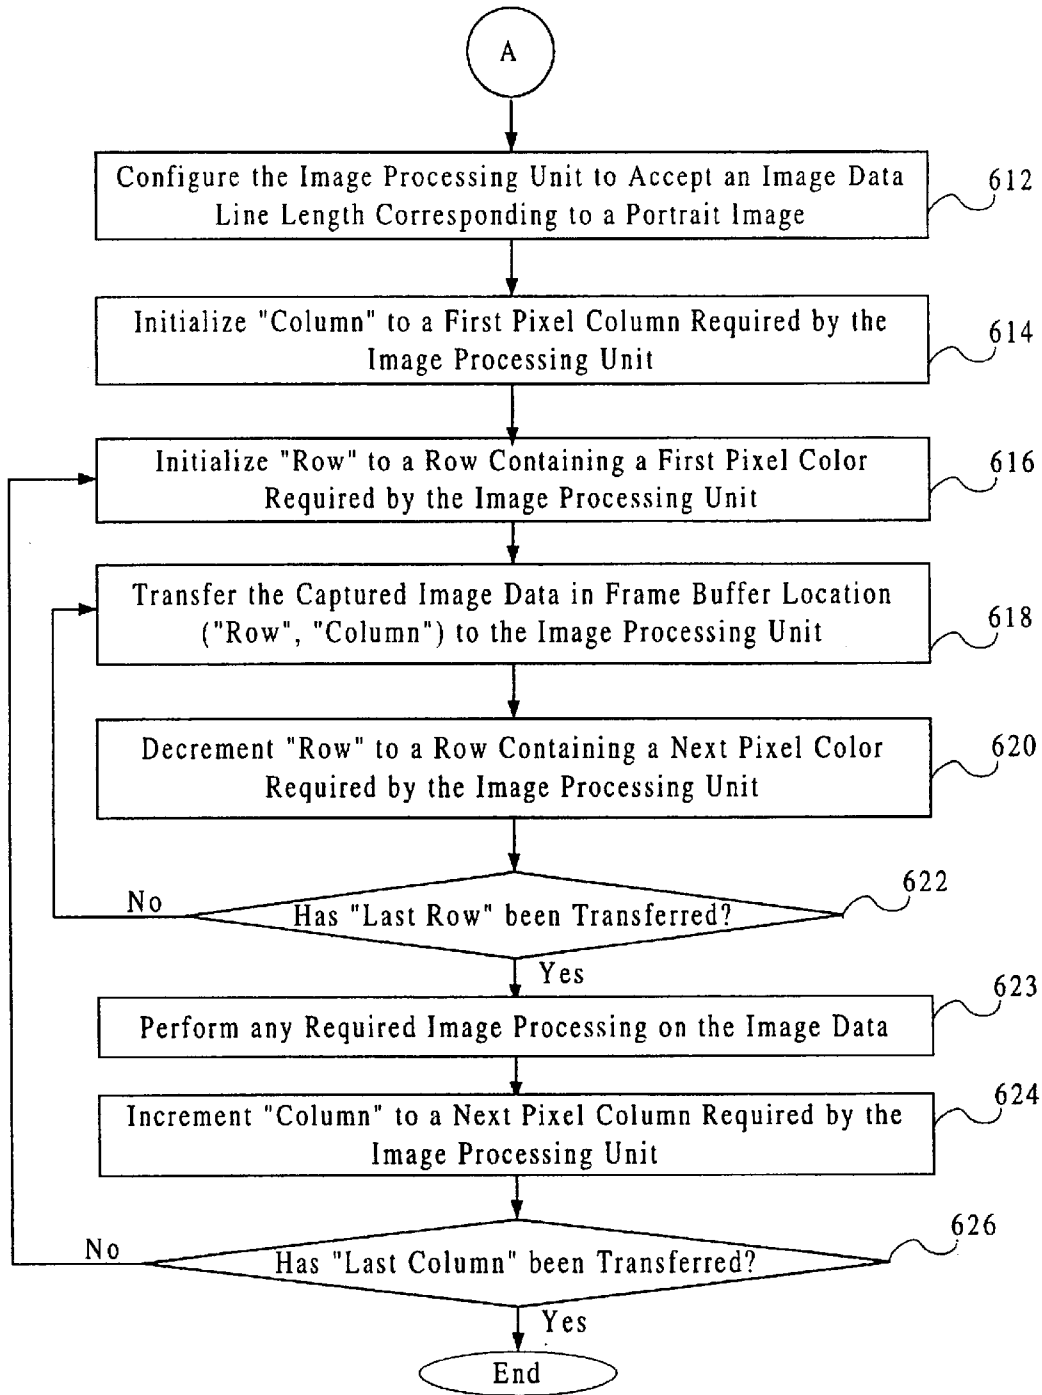 A
Configure the Image Processing Unit to Accept an Image Data
Line Length Corresponding to a Portrait Image
612
Initialize "Column" to a First Pixel Column Required by the
Image Processing Unit
614
Initialize "Row" to a Row Containing a First Pixel Color
Required by the Image Processing Unit
616
Transfer the Captured Image Data in Frame Buffer Location
("Row", "Column") to the Image Processing Unit
618
Decrement "Row" to a Row Containing a Next Pixel Color
Required by the Image Processing Unit
620
No
Has "Last Row" been Transferred?
622
Yes
Perform any Required Image Processing on the Image Data
623
Increment "Column" to a Next Pixel Column Required by the
Image Processing Unit
624
No
Has "Last Column" been Transferred?
626
Yes
End